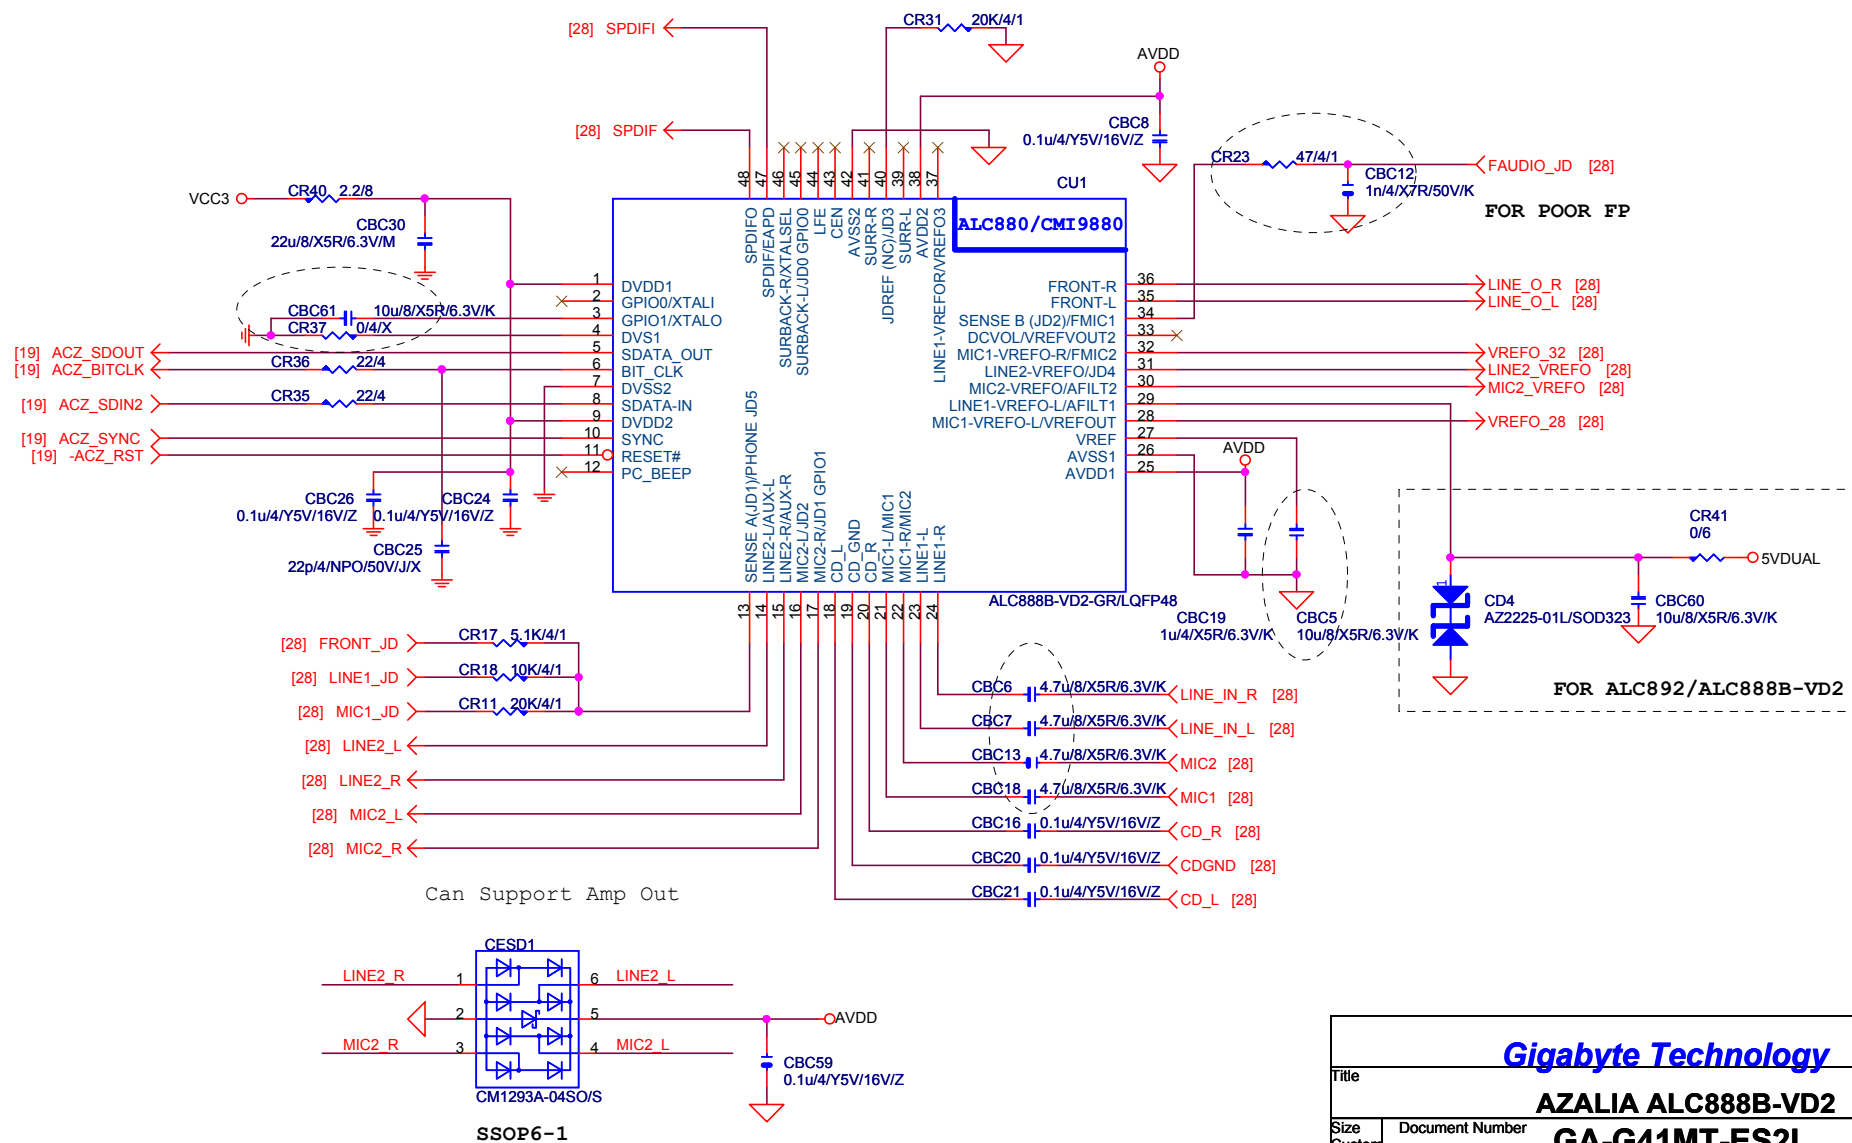 [28] SPDIFI
CR31 20K/4/1
AVDD
[28] SPDIF
CBC8
0.1u/4/Y5V/16V/Z
CR23 47/4/1
FAUDIO_JD [28]
CBC12
1n/4/X7R/50V/K
FOR POOR FP
VCC3
CR40 2.2/8
CBC30
22u/8/X5R/6.3V/M
CU1
ALC880/CMI9880
48 47 46 45 44 43 42 41 40 39 38 37
SPDIFO
SPDIF/EAPD
SURBACK-R/XTALSEL
SURBACK-L/JD0 GPIO0
LFE
CEN
AVSS2
SURR-R
JDREF (NC)/JD3
SURR-L
AVDD2
LINE1-VREFOR/VREFO3
1 DVDD1
2 GPIO0/XTALI
3 GPIO1/XTALO
4 DVS1
5 SDATA_OUT
6 BIT_CLK
7 DVSS2
8 SDATA-IN
9 DVDD2
10 SYNC
11 RESET#
12 PC_BEEP
FRONT-R 36
FRONT-L 35
SENSE B (JD2)/FMIC1 34
DCVOL/VREFVOUT2 33
MIC1-VREFO-R/FMIC2 32
LINE2-VREFO/JD4 31
MIC2-VREFO/AFILT2 30
LINE1-VREFO-L/AFILT1 29
MIC1-VREFO-L/VREFOUT 28
VREF 27
AVSS1 26
AVDD1 25
LINE_O_R [28]
LINE_O_L [28]
VREFO_32 [28]
LINE2_VREFO [28]
MIC2_VREFO [28]
VREFO_28 [28]
CBC61 10u/8/X5R/6.3V/K
CR37 0/4/X
[19] ACZ_SDOUT
[19] ACZ_BITCLK
CR36 22/4
[19] ACZ_SDIN2
CR35 22/4
[19] ACZ_SYNC
[19] -ACZ_RST
CBC26
0.1u/4/Y5V/16V/Z
CBC24
0.1u/4/Y5V/16V/Z
CBC25
22p/4/NPO/50V/J/X
SENSE A(JD1)/PHONE JD5
LINE2-L/AUX-L
LINE2-R/AUX-R
MIC2-L/JD2
MIC2-R/JD1 GPIO1
CD_L
CD_GND
CD_R
MIC1-L/MIC1
MIC1-R/MIC2
LINE1-L
LINE1-R
13 14 15 16 17 18 19 20 21 22 23 24
ALC888B-VD2-GR/LQFP48
AVDD
CBC19
1u/4/X5R/6.3V/K
CBC5
10u/8/X5R/6.3V/K
CR41
0/6
5VDUAL
1
CD4
AZ2225-01L/SOD323
CBC60
10u/8/X5R/6.3V/K
FOR ALC892/ALC888B-VD2
[28] FRONT_JD
CR17 5.1K/4/1
[28] LINE1_JD
CR18 10K/4/1
[28] MIC1_JD
CR11 20K/4/1
[28] LINE2_L
[28] LINE2_R
[28] MIC2_L
[28] MIC2_R
CBC6 4.7u/8/X5R/6.3V/K LINE_IN_R [28]
CBC7 4.7u/8/X5R/6.3V/K LINE_IN_L [28]
CBC13 4.7u/8/X5R/6.3V/K MIC2 [28]
CBC18 4.7u/8/X5R/6.3V/K MIC1 [28]
CBC16 0.1u/4/Y5V/16V/Z CD_R [28]
CBC20 0.1u/4/Y5V/16V/Z CDGND [28]
CBC21 0.1u/4/Y5V/16V/Z CD_L [28]
Can Support Amp Out
CESD1
LINE2_R 1
6 LINE2_L
2
5
AVDD
MIC2_R 3
4 MIC2_L
CBC59
0.1u/4/Y5V/16V/Z
CM1293A-04SO/S
SSOP6-1
Gigabyte Technology
Title
AZALIA ALC888B-VD2
Size
Document Number
GA-G41MT-ES2L
Custom